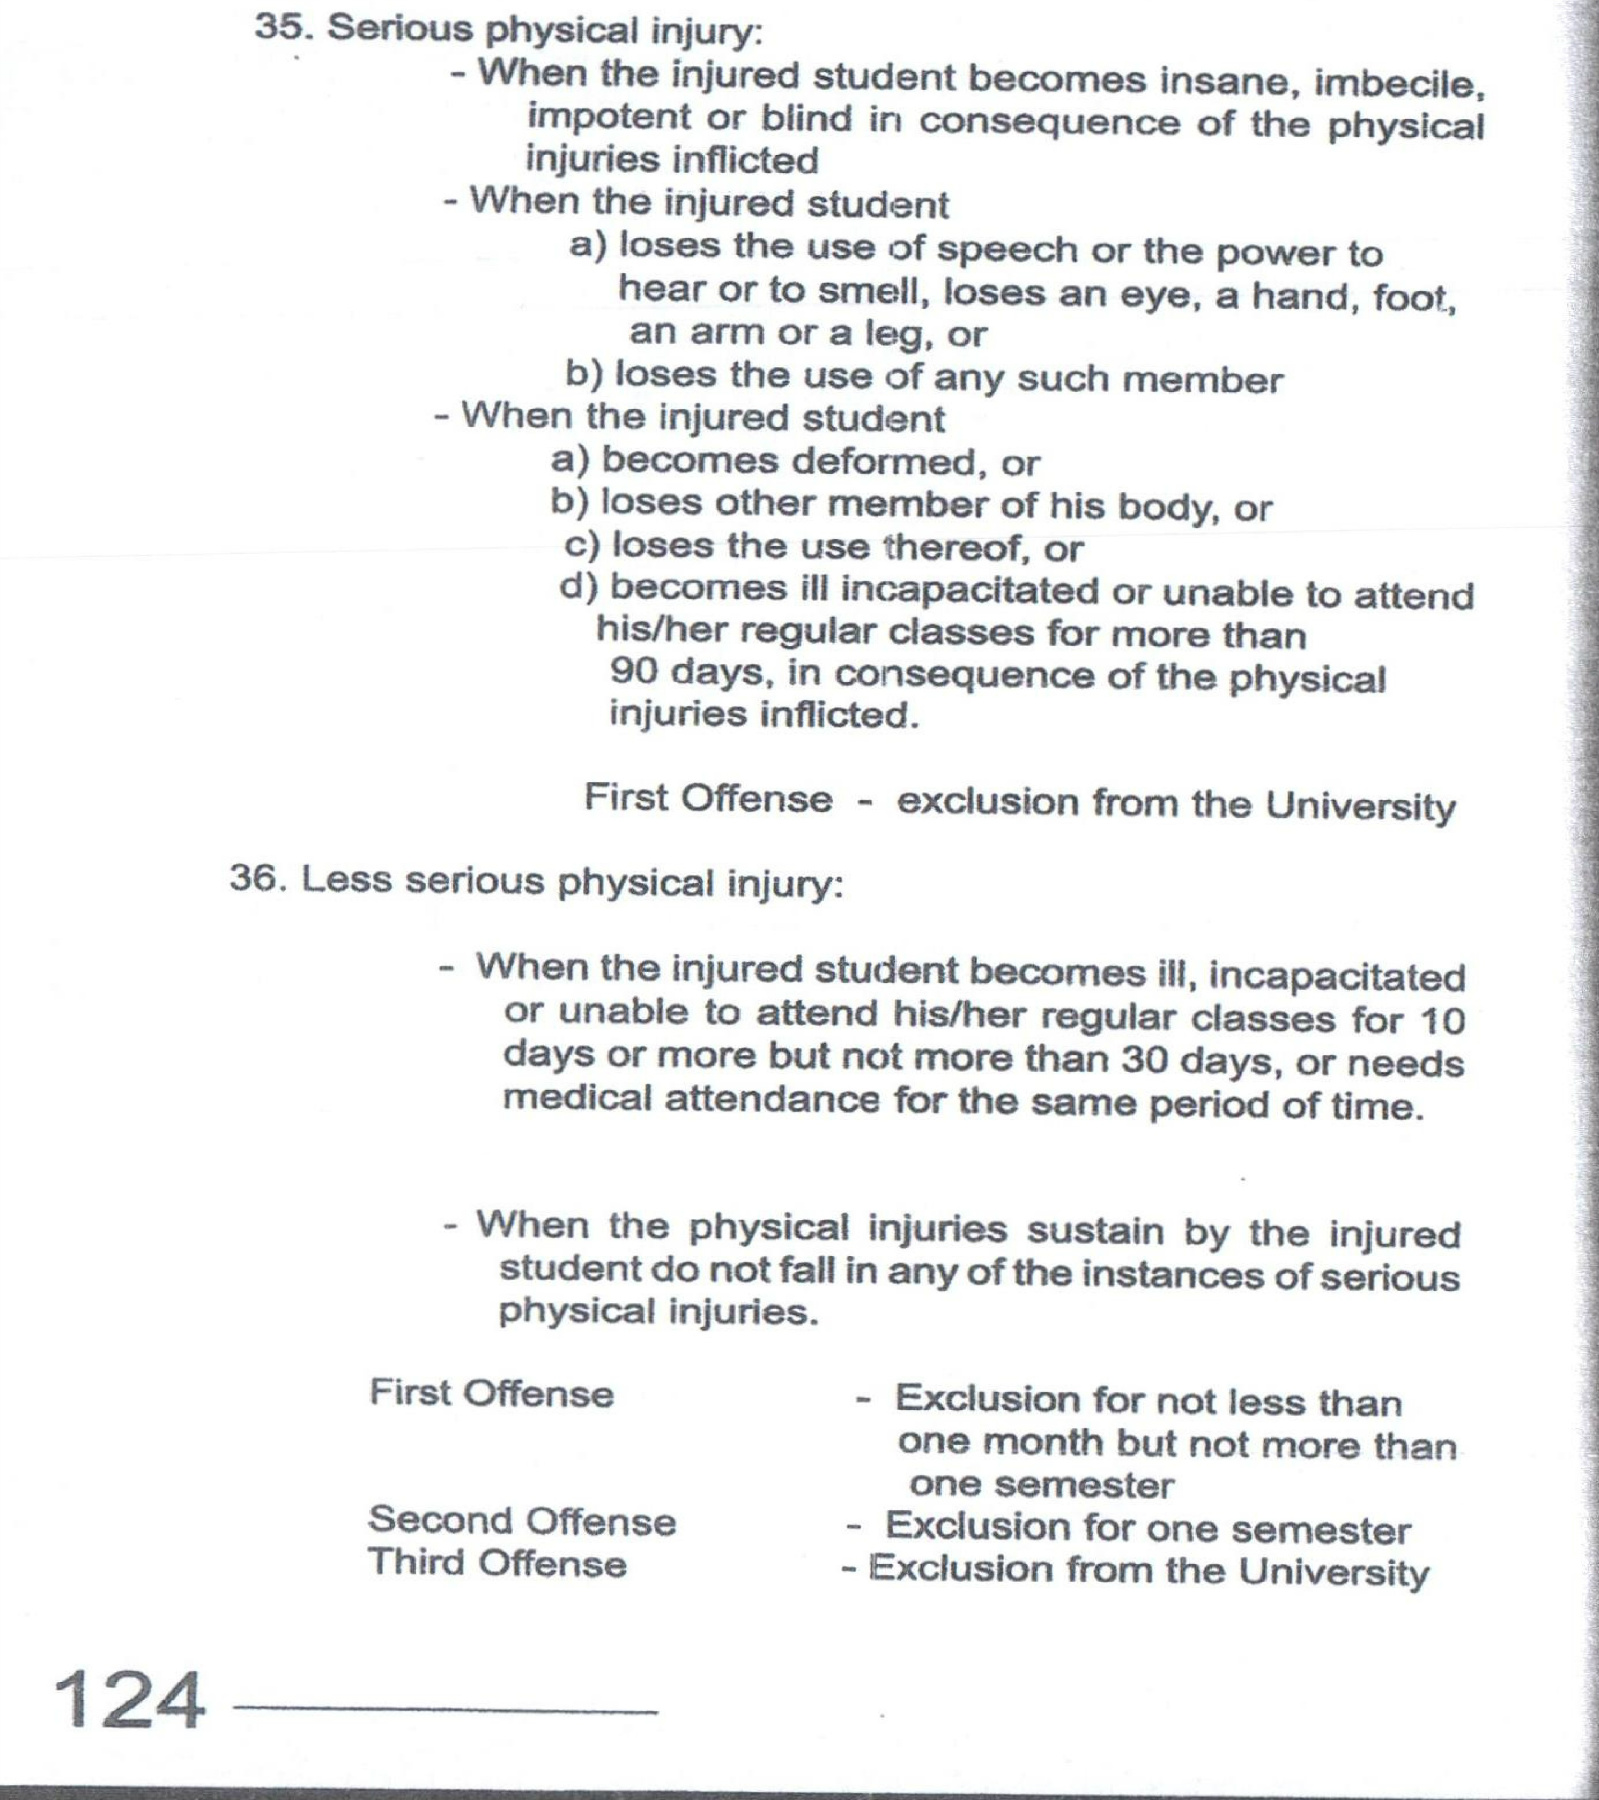 35. Serious physical injury:
- When the injured student becomes insane, imbecile,
impotent or blind in consequence of the physical
injuries inflicted
- When the injured student
a) loses the use of speech or the power to
hear or to smell, loses an eye, a hand, foot,
an arm or a leg, or
b) loses the use of any such member
- When the injured student
a) becomes deformed, or
b) loses other member of his body, or
c) loses the use thereof, or
d) becomes ill incapacitated or unable to attend
his/her regular classes for more than
90 days, in consequence of the physical
injuries inflicted.
First Offense - exclusion from the University
36. Less serious physical injury:
- When the injured student becomes ill, incapacitated
or unable to attend his/her regular classes for 10
days or more but not more than 30 days, or needs
medical attendance for the same period of time.
- When the physical injuries sustain by the injured
student do not fall in any of the instances of serious
physical injuries.
First Offense - Exclusion for not less than
one month but not more than
one semester
Second Offense - Exclusion for one semester
Third Offense - Exclusion from the University
124